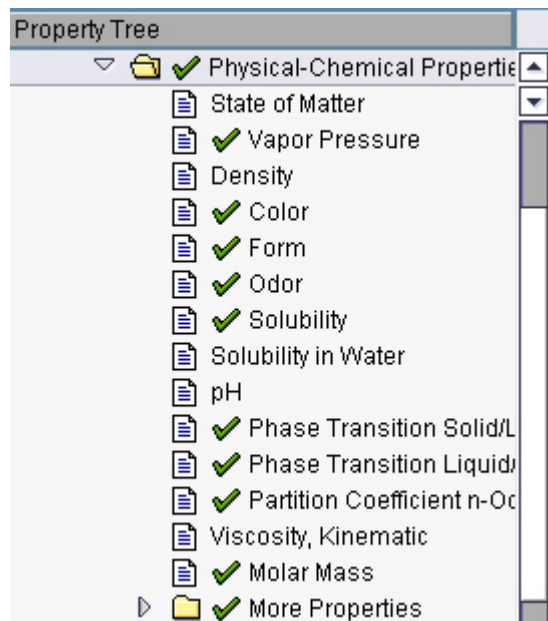 Property Tree
Physical-Chemical Propertie
State of Matter
Vapor Pressure
Density
Color
Form
Odor
Solubility
Solubility in Water
pH
Phase Transition Solid/L
Phase Transition Liquid/
Partition Coefficient n-Oc
Viscosity, Kinematic
Molar Mass
More Properties